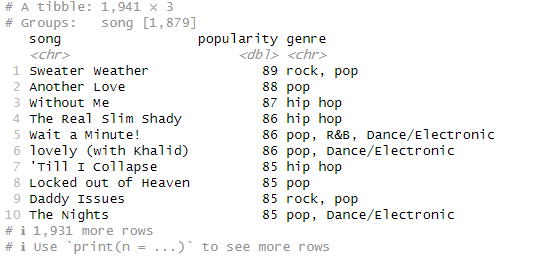 # A tibble: 1,941 × 3
# Groups:   song [1,879]
   song                 popularity genre
   <chr>                     <dbl> <chr>
 1 Sweater Weather              89 rock, pop
 2 Another Love                 88 pop
 3 Without Me                   87 hip hop
 4 The Real Slim Shady          86 hip hop
 5 Wait a Minute!               86 pop, R&B, Dance/Electronic
 6 lovely (with Khalid)         86 pop, Dance/Electronic
 7 'Till I Collapse             85 hip hop
 8 Locked out of Heaven         85 pop
 9 Daddy Issues                 85 rock, pop
10 The Nights                   85 pop, Dance/Electronic
# ℹ 1,931 more rows
# ℹ Use `print(n = ...)` to see more rows